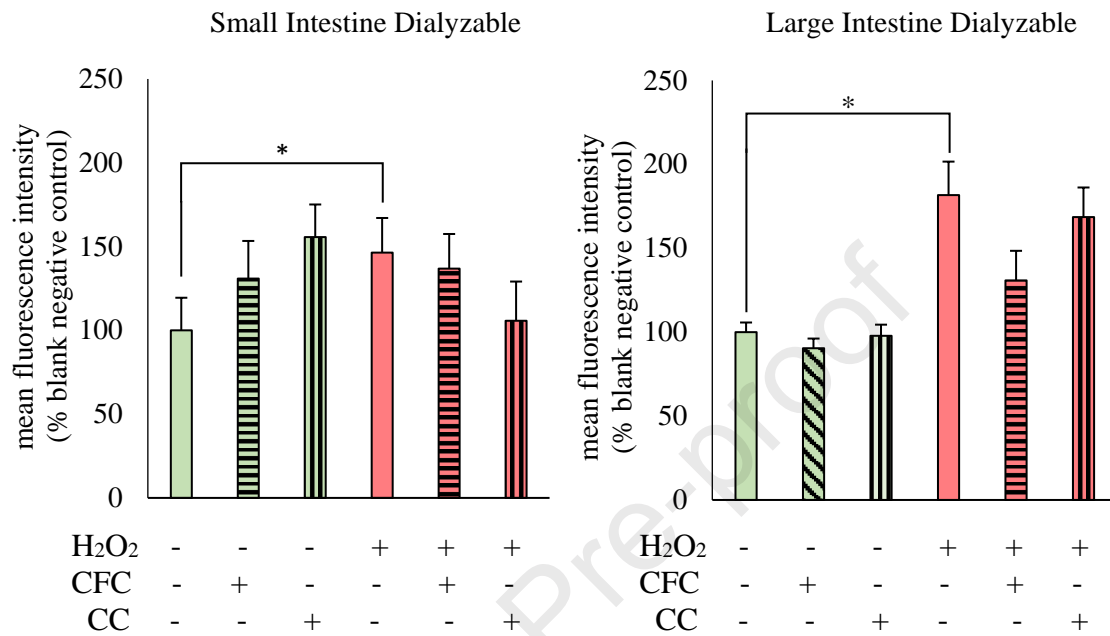 Small Intestine Dialyzable
mean fluorescence intensity
(% blank negative control)
250
200
150
100
50
0
*
H₂O₂ - - - + + +
CFC - + - - + -
CC - - + - - +
Large Intestine Dialyzable
mean fluorescence intensity
(% blank negative control)
250
200
150
100
50
0
*
H₂O₂ - - - + + +
CFC - + - - + -
CC - - + - - +
Pre-proof